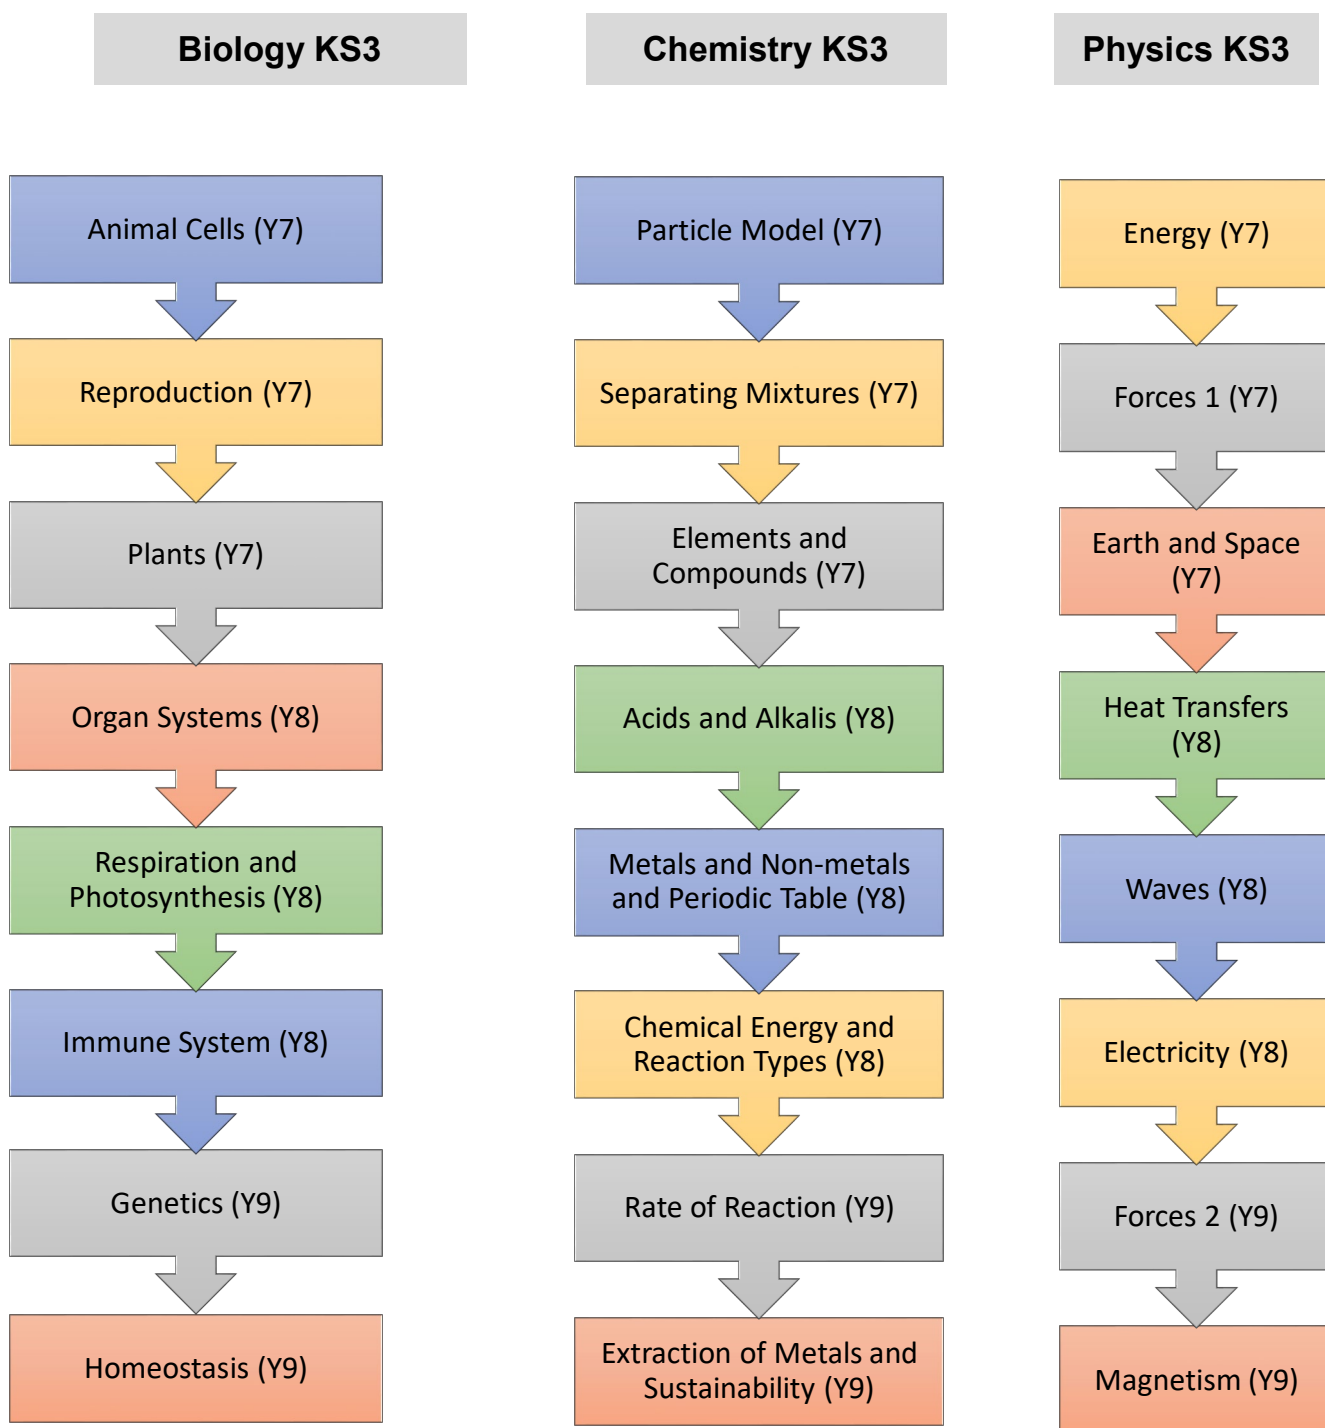 Biology KS3
Animal Cells (Y7)
Reproduction (Y7)
Plants (Y7)
Organ Systems (Y8)
Respiration and
Photosynthesis (Y8)
Immune System (Y8)
Genetics (Y9)
Homeostasis (Y9)
Chemistry KS3
Particle Model (Y7)
Separating Mixtures (Y7)
Elements and
Compounds (Y7)
Acids and Alkalis (Y8)
Metals and Non-metals
and Periodic Table (Y8)
Chemical Energy and
Reaction Types (Y8)
Rate of Reaction (Y9)
Extraction of Metals and
Sustainability (Y9)
Physics KS3
Energy (Y7)
Forces 1 (Y7)
Earth and Space
(Y7)
Heat Transfers
(Y8)
Waves (Y8)
Electricity (Y8)
Forces 2 (Y9)
Magnetism (Y9)